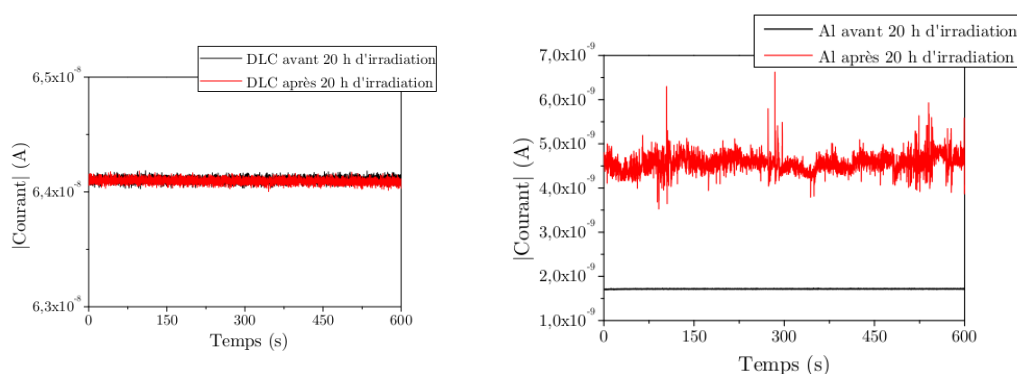 DLC avant 20 h d'irradiation
DLC après 20 h d'irradiation
6,5x10⁻⁸
6,4x10⁻⁸
6,3x10⁻⁸
|Courant| (A)
0 150 300 450 600
Temps (s)
Al avant 20 h d'irradiation
Al après 20 h d'irradiation
7,0x10⁻⁹
6,0x10⁻⁹
5,0x10⁻⁹
4,0x10⁻⁹
3,0x10⁻⁹
2,0x10⁻⁹
1,0x10⁻⁹
|Courant| (A)
0 150 300 450 600
Temps (s)